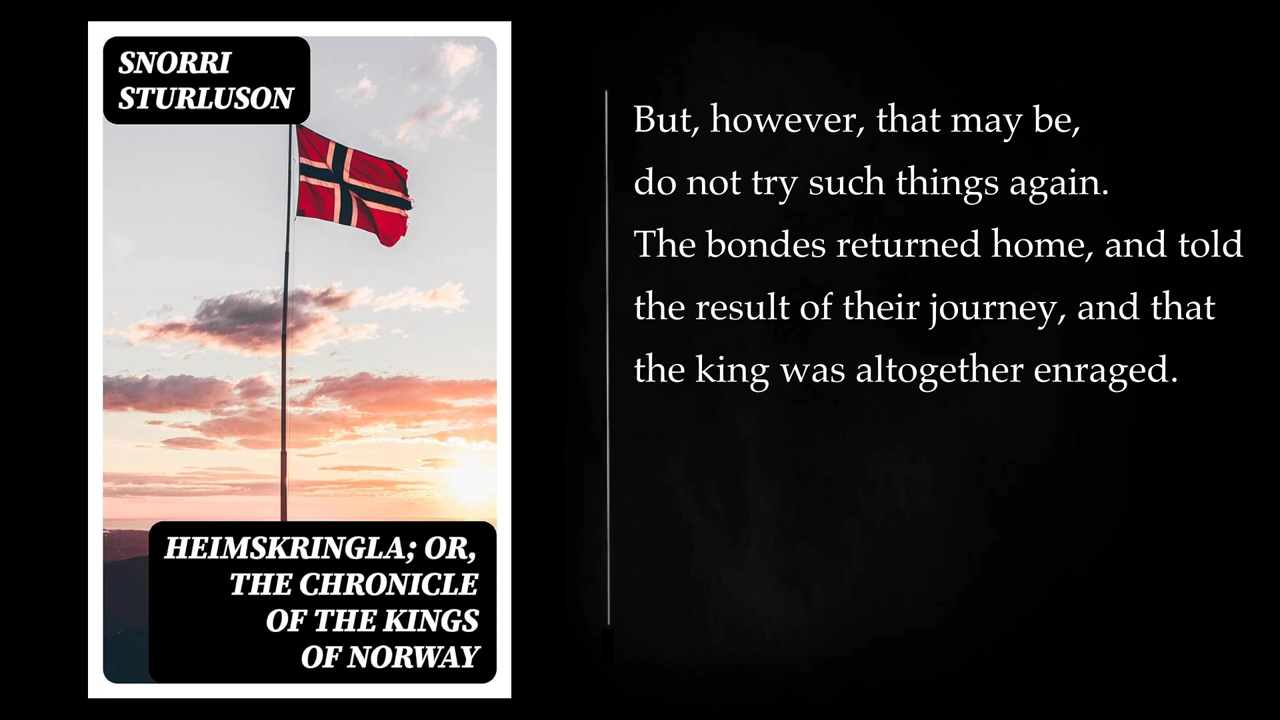 SNORRI
STURLUSON
HEIMSKRINGLA; OR,
THE CHRONICLE
OF THE KINGS
OF NORWAY
But, however, that may be,
do not try such things again.
The bondes returned home, and told
the result of their journey, and that
the king was altogether enraged.